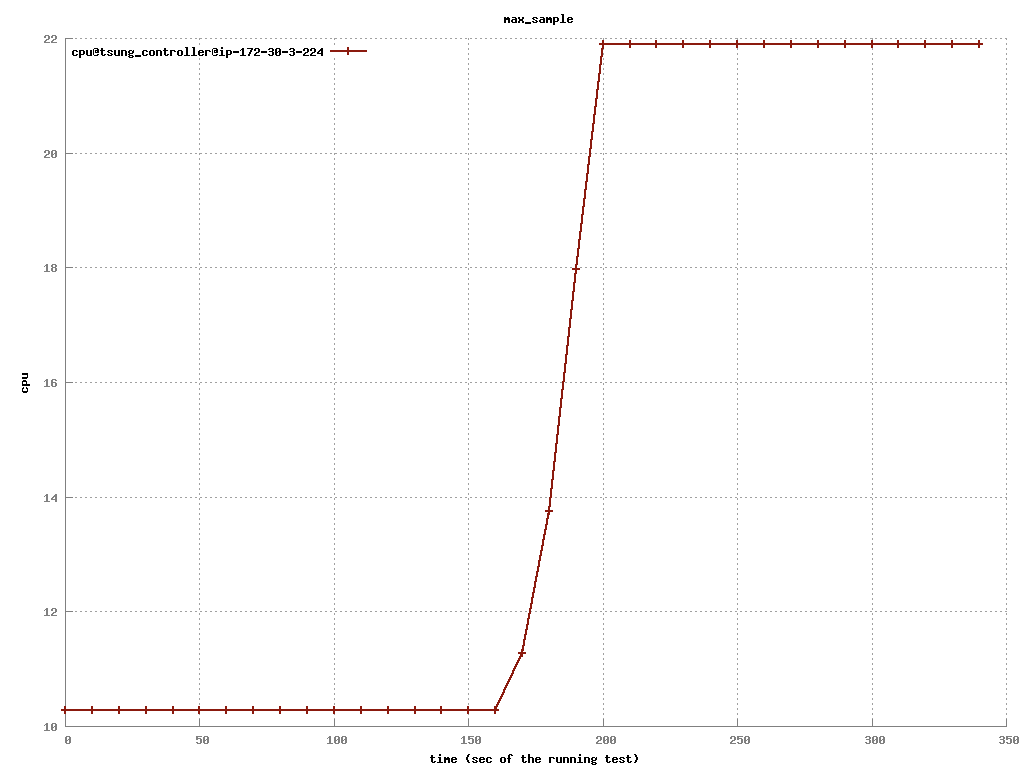 max_sample
22
cpu@tsung_controller@ip-172-30-3-224
20
18
cpu
16
14
12
10
0 50 100 150 200 250 300 350
time (sec of the running test)